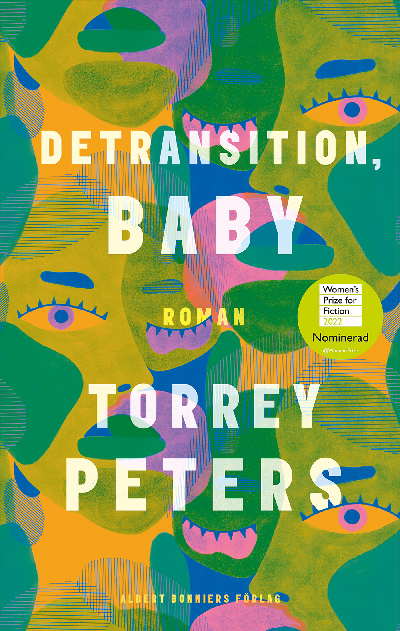 DETRANSITION,
BABY
ROMAN
Women's
Prize for
Fiction
2022
Nominerad
TORREY
PETERS
ALBERT BONNIERS FÖRLAG